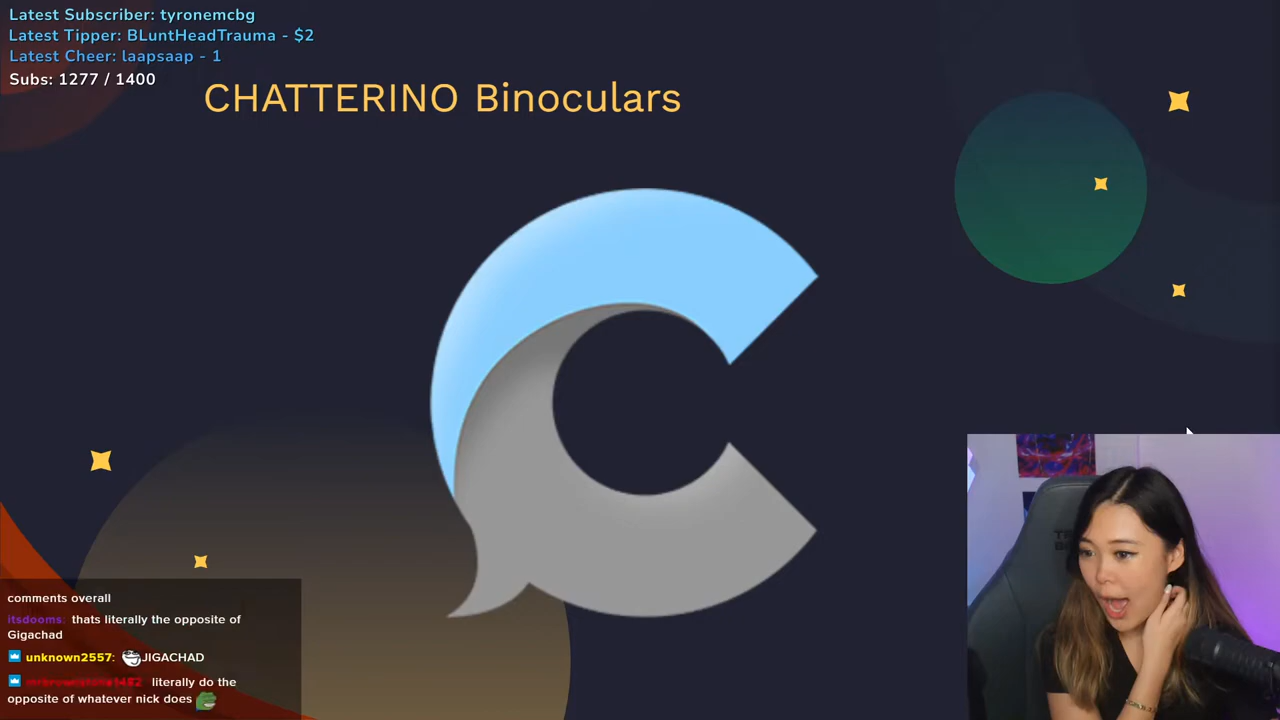 Latest Subscriber: tyronemcbg
Latest Tipper: BLuntHeadTrauma - $2
Latest Cheer: laapsaap - 1
Subs: 1277 / 1400
CHATTERINO Binoculars
comments overall
itsdooms: thats literally the opposite of
Gigachad
unknown2557: JIGACHAD
literally do the
opposite of whatever nick does